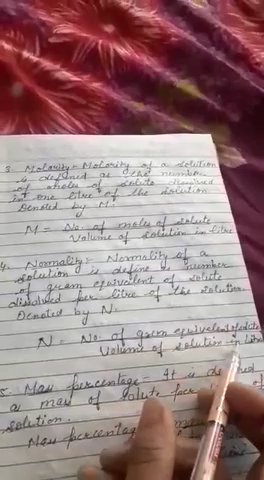 3. Molarity:- Molarity of a solution
is defined as the number
of moles of solute dissolved
in one litre of the solution
Denoted by M.
M = No. of moles of solute
Volume of solution in litre
4. Normality:- Normality of a
solution is define as number
of gram equivalent of solute
dissolved per litre of the solution.
Denoted by N.
N = No. of gram equivalent of solute
Volume of solution in litre
5. Mass percentage - It is
a mass of solute per of
solution.
Mass percentage